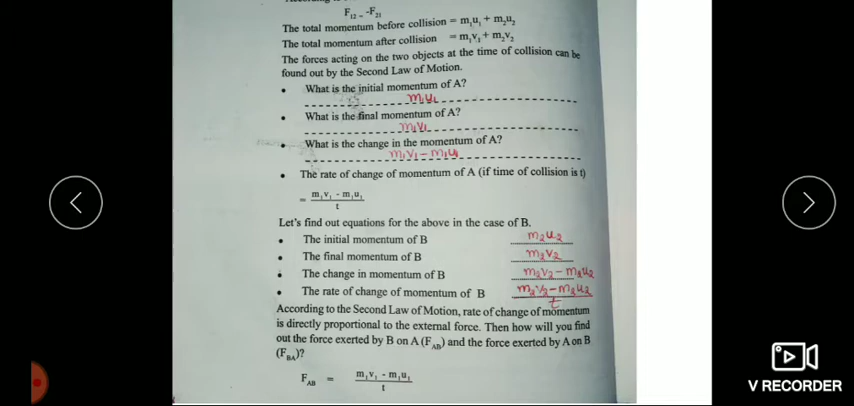 F₁₂ = -F₂₁
The total momentum before collision = m₁u₁ + m₂u₂
The total momentum after collision = m₁v₁ + m₂v₂
The forces acting on the two objects at the time of collision can be
found out by the Second Law of Motion.
• What is the initial momentum of A?
m₁u₁
• What is the final momentum of A?
m₁v₁
• What is the change in the momentum of A?
m₁v₁ - m₁u₁
• The rate of change of momentum of A (if time of collision is t)
= m₁v₁ - m₁u₁
t
Let's find out equations for the above in the case of B.
• The initial momentum of B m₂u₂
• The final momentum of B m₂v₂
• The change in momentum of B m₂v₂ - m₂u₂
• The rate of change of momentum of B m₂v₂ - m₂u₂
t
According to the Second Law of Motion, rate of change of momentum
is directly proportional to the external force. Then how will you find
out the force exerted by B on A (F_AB) and the force exerted by A on B
(F_BA)?
F_AB = m₁v₁ - m₁u₁
t
V RECORDER